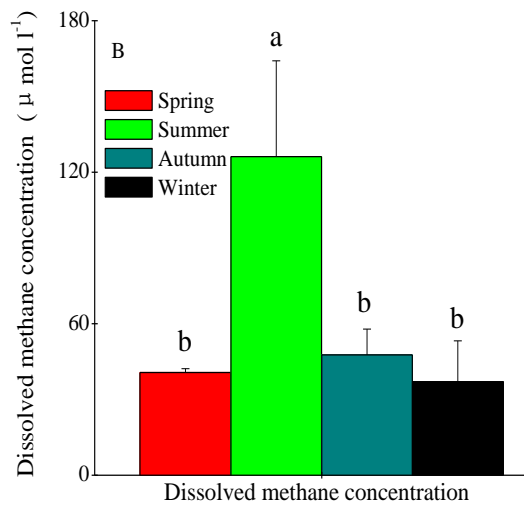 180
120
60
0
Dissolved methane concentration ( μ mol l⁻¹)
B
Spring
Summer
Autumn
Winter
a
b
b
b
Dissolved methane concentration